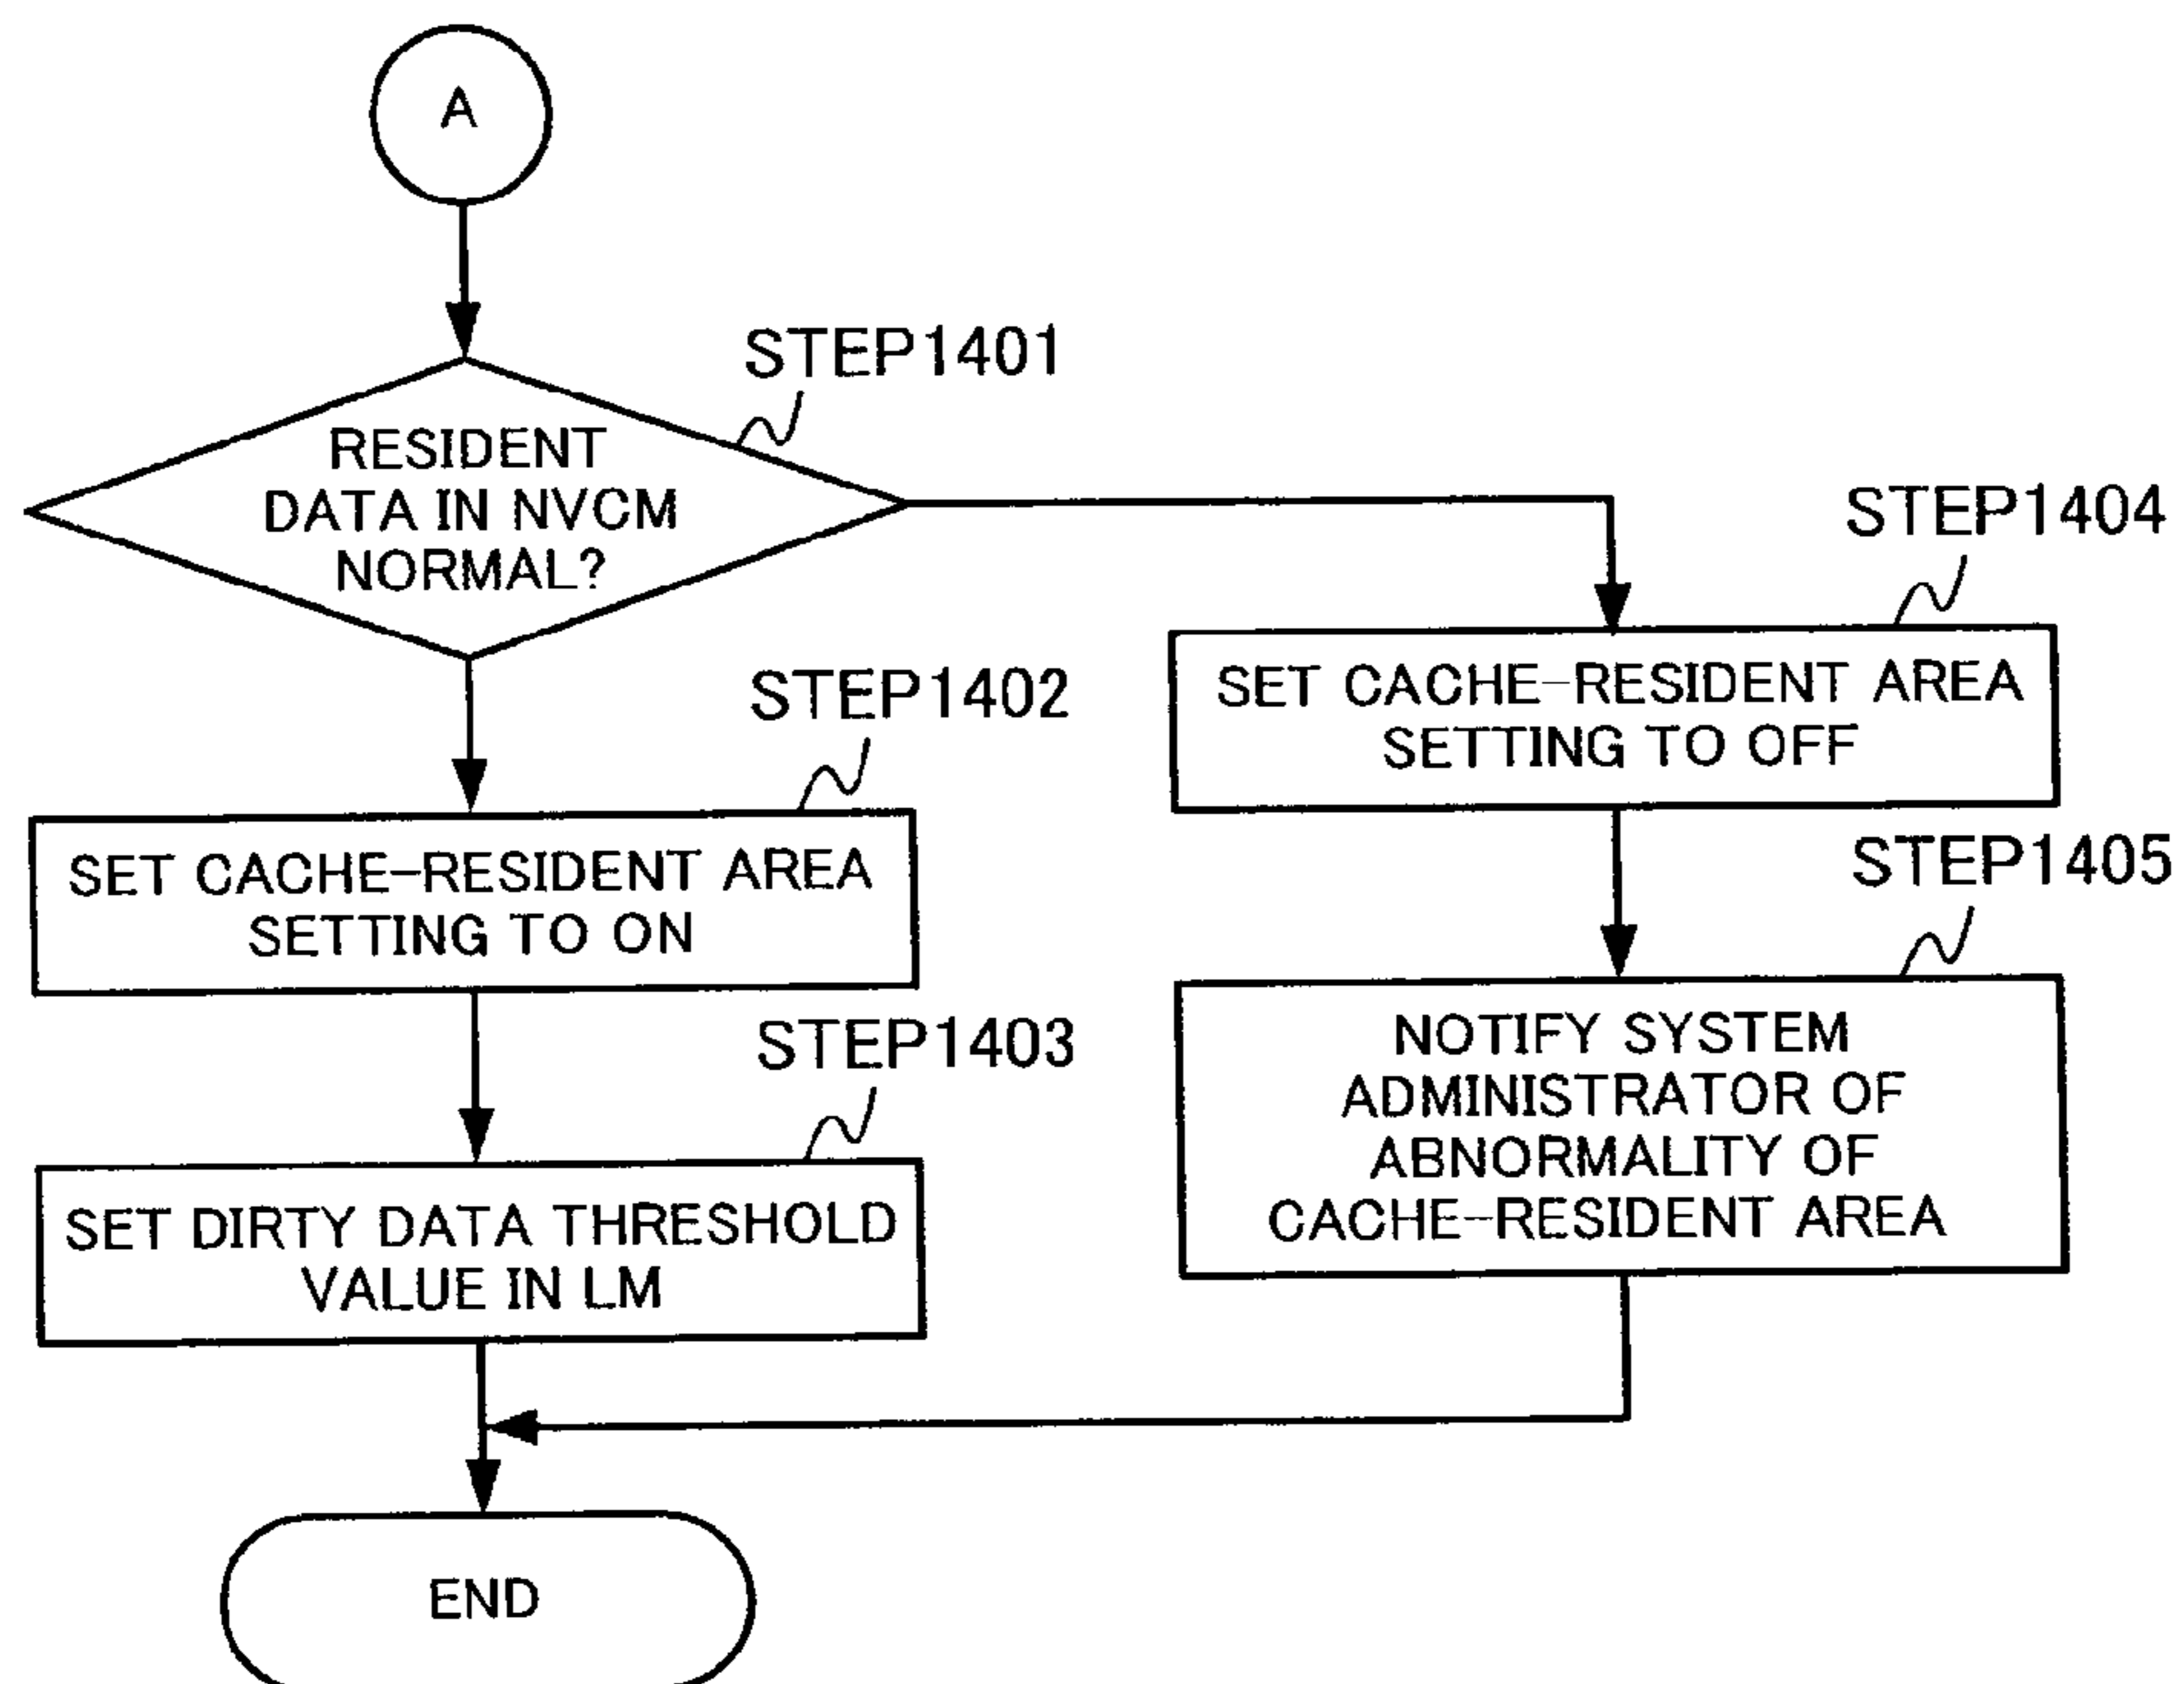 A
STEP1401
RESIDENT
DATA IN NVCM
NORMAL?
STEP1402
SET CACHE-RESIDENT AREA
SETTING TO ON
STEP1403
SET DIRTY DATA THRESHOLD
VALUE IN LM
STEP1404
SET CACHE-RESIDENT AREA
SETTING TO OFF
STEP1405
NOTIFY SYSTEM
ADMINISTRATOR OF
ABNORMALITY OF
CACHE-RESIDENT AREA
END